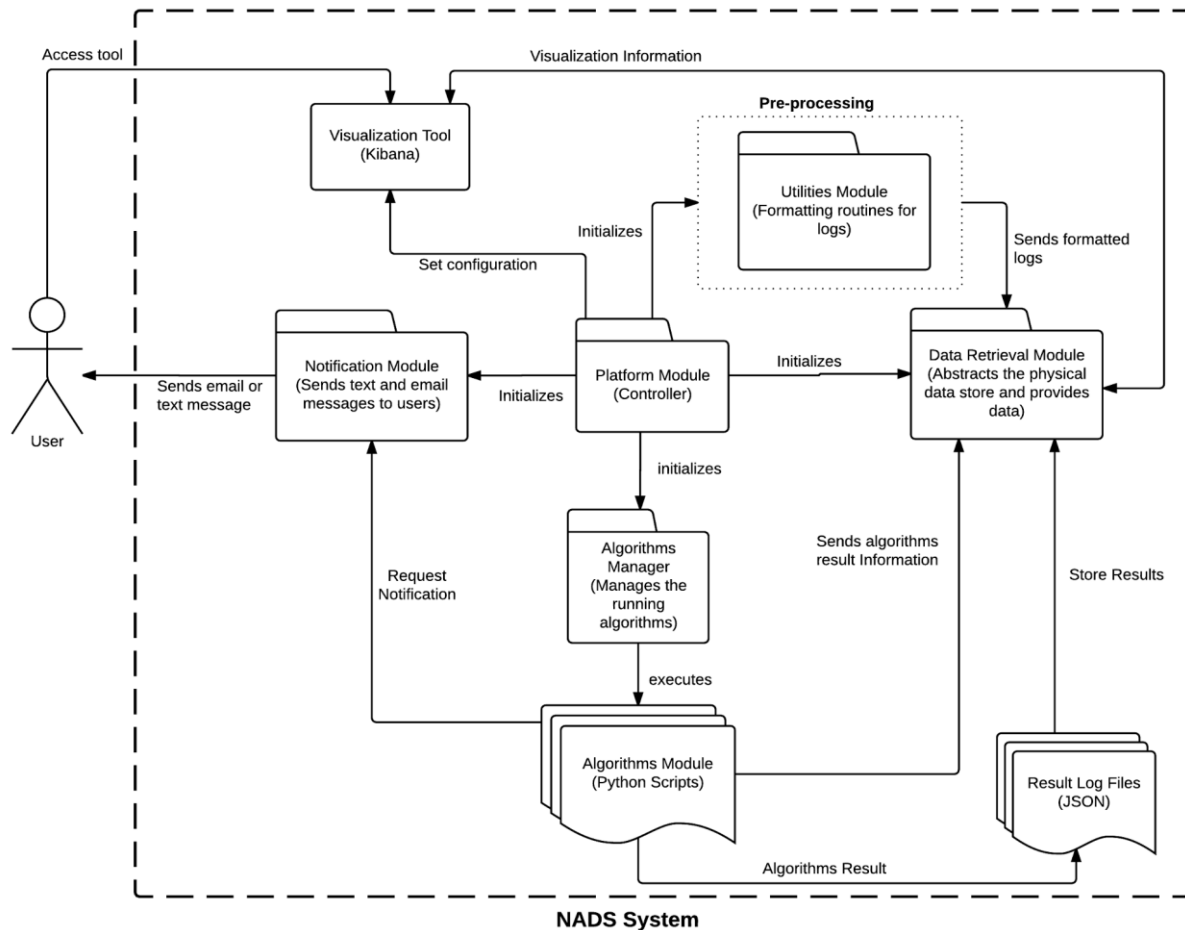 Access tool
Visualization Information
Pre-processing
Visualization Tool
(Kibana)
Utilities Module
(Formatting routines for
logs)
Initializes
Sends formatted
logs
Set configuration
Notification Module
(Sends text and email
messages to users)
Platform Module
(Controller)
Data Retrieval Module
(Abstracts the physical
data store and provides
data)
Initializes
Initializes
Sends email or
text message
User
initializes
Algorithms
Manager
(Manages the
running
algorithms)
Sends algorithms
result Information
Request
Notification
Store Results
executes
Algorithms Module
(Python Scripts)
Result Log Files
(JSON)
Algorithms Result
NADS System